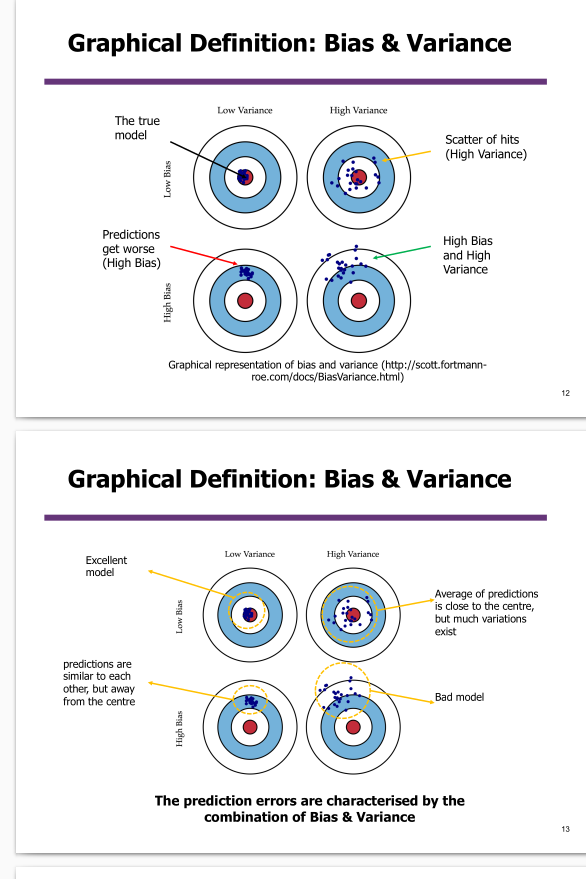 Graphical Definition: Bias & Variance
Low Variance
High Variance
The true
model
Scatter of hits
(High Variance)
Low Bias
Predictions
get worse
(High Bias)
High Bias
and High
Variance
High Bias
Graphical representation of bias and variance (http://scott.fortmann-
roe.com/docs/BiasVariance.html)
12
Graphical Definition: Bias & Variance
Low Variance
High Variance
Excellent
model
Low Bias
Average of predictions
is close to the centre,
but much variations
exist
predictions are
similar to each
other, but away
from the centre
High Bias
Bad model
The prediction errors are characterised by the
combination of Bias & Variance
13